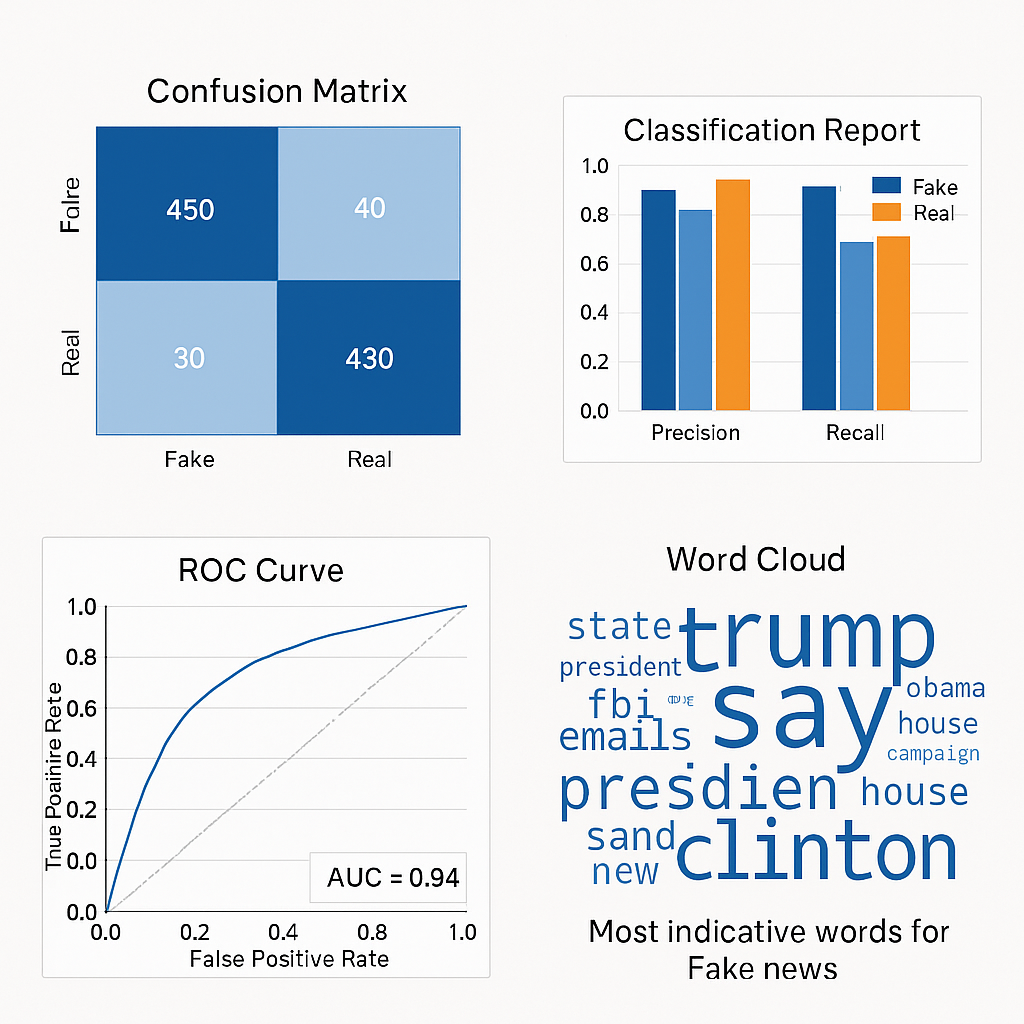 Confusion Matrix
Falre
450
40
Real
30
430
Fake
Real
Classification Report
1.0
0.8
0.6
0.4
0.2
0.0
Fake
Real
Precision
Recall
ROC Curve
Tnue Poainire Rete
1.0
0.8
0.6
0.4
0.2
0.0
0.0
AUC = 0.94
0.0
0.2
0.4
0.8
1.0
False Positive Rate
Word Cloud
state
trump
president
fbi
say
obama
emails
house
campaign
presdien
house
sand
clinton
new
Most indicative words for
Fake news